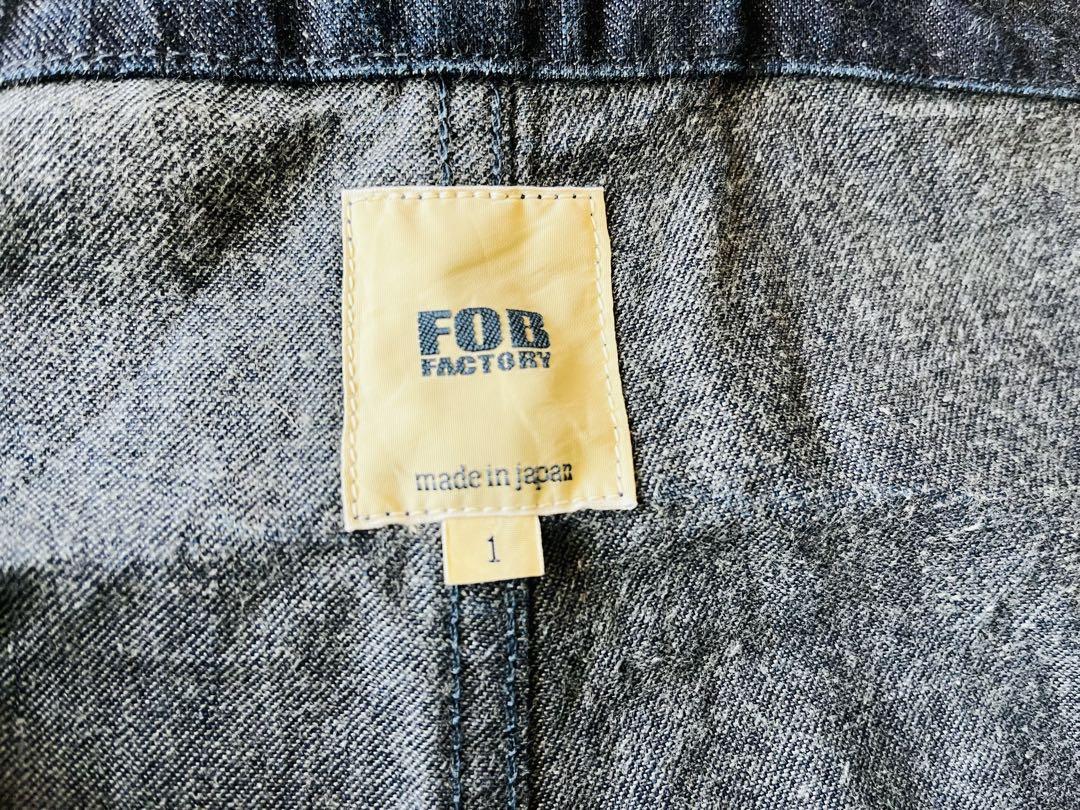 FOB
FACTORY
made in japan
1